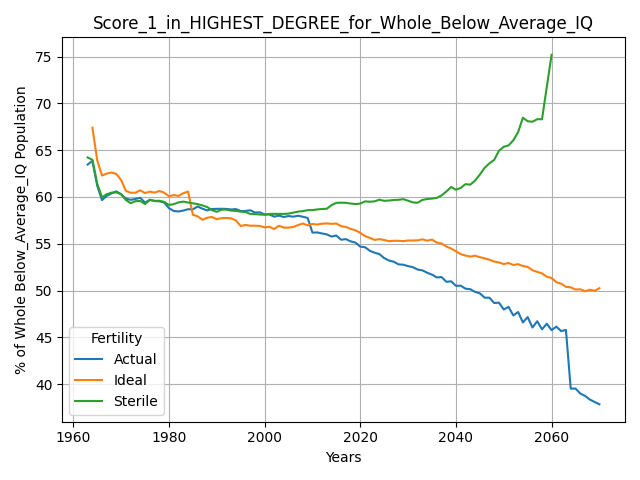 Score_1_in_HIGHEST_DEGREE_for_Whole_Below_Average_IQ
% of Whole Below_Average_IQ Population
75
70
65
60
55
50
45
40
Fertility
Actual
Ideal
Sterile
1960 1980 2000 2020 2040 2060
Years